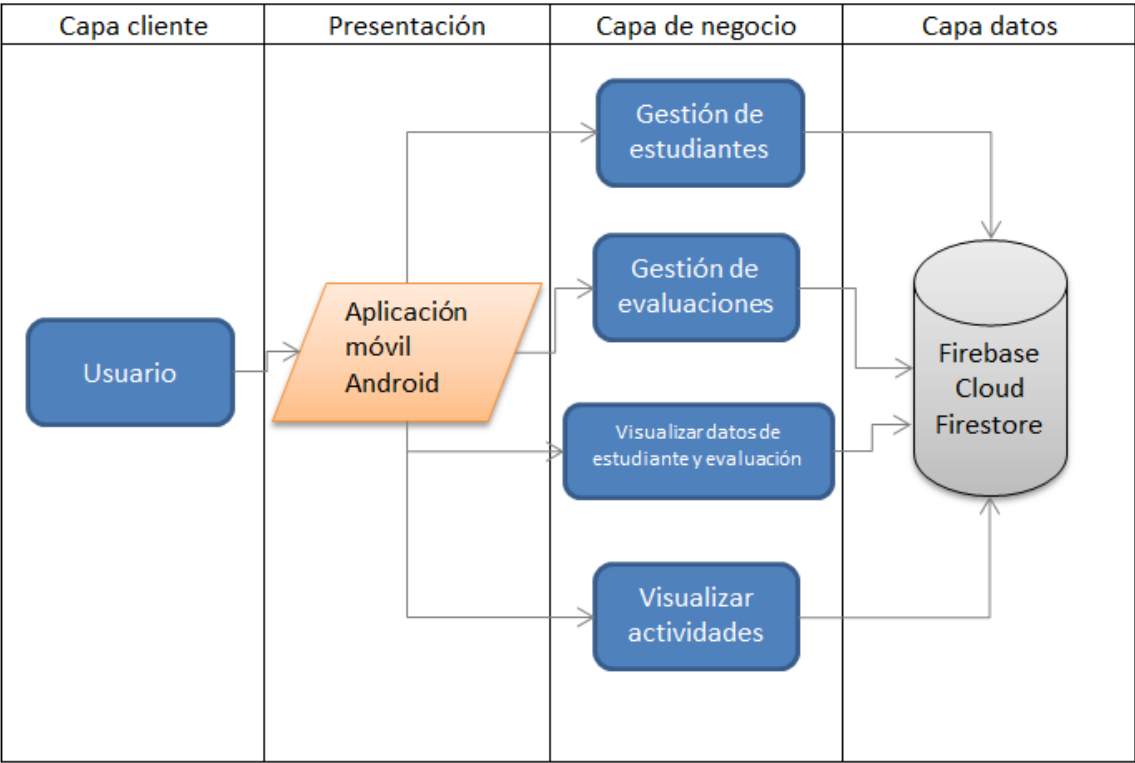 Capa cliente
Presentación
Capa de negocio
Capa datos
Usuario
Aplicación
móvil
Android
Gestión de
estudiantes
Gestión de
evaluaciones
Visualizar datos de
estudiante y evaluación
Visualizar
actividades
Firebase
Cloud
Firestore